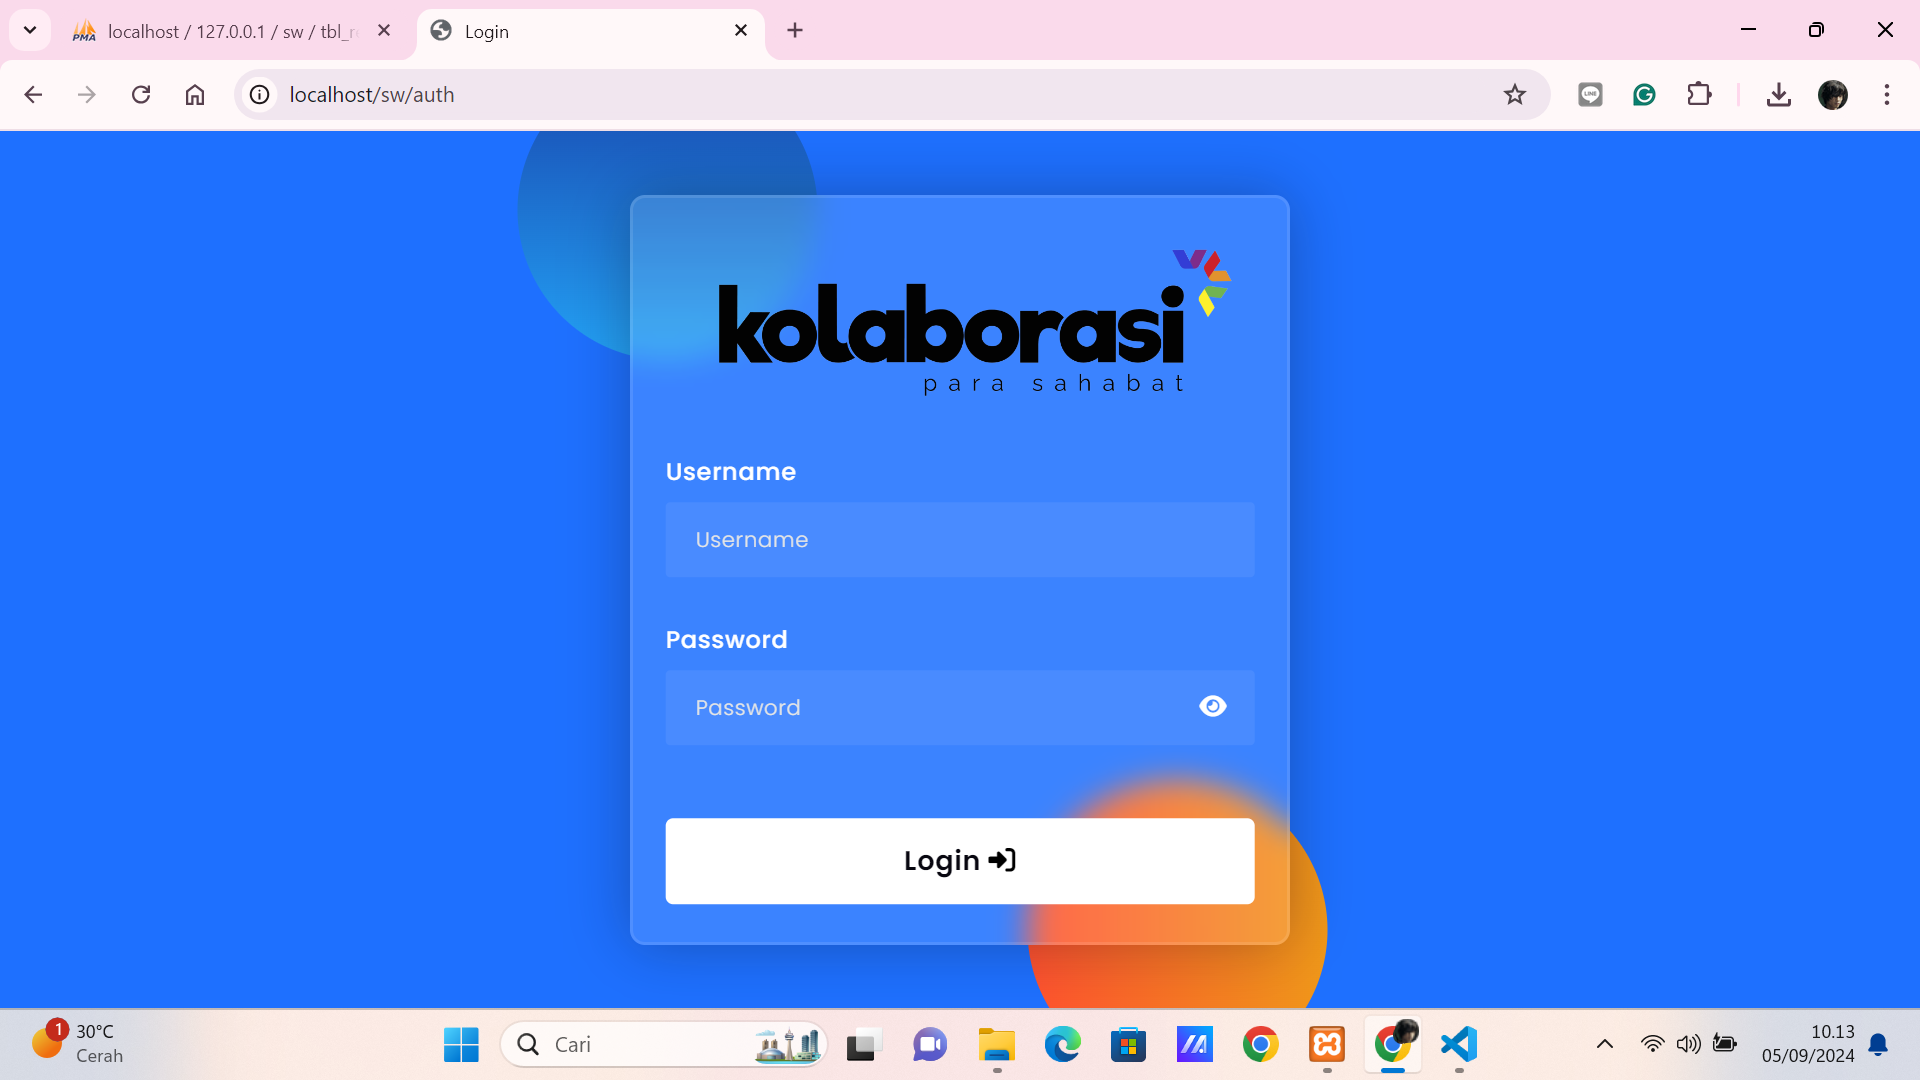 localhost / 127.0.0.1 / sw / tbl_r
Login
localhost/sw/auth
kolaborasi
para sahabat
Username
Username
Password
Password
Login
1
30°C
Cerah
Cari
10.13
05/09/2024